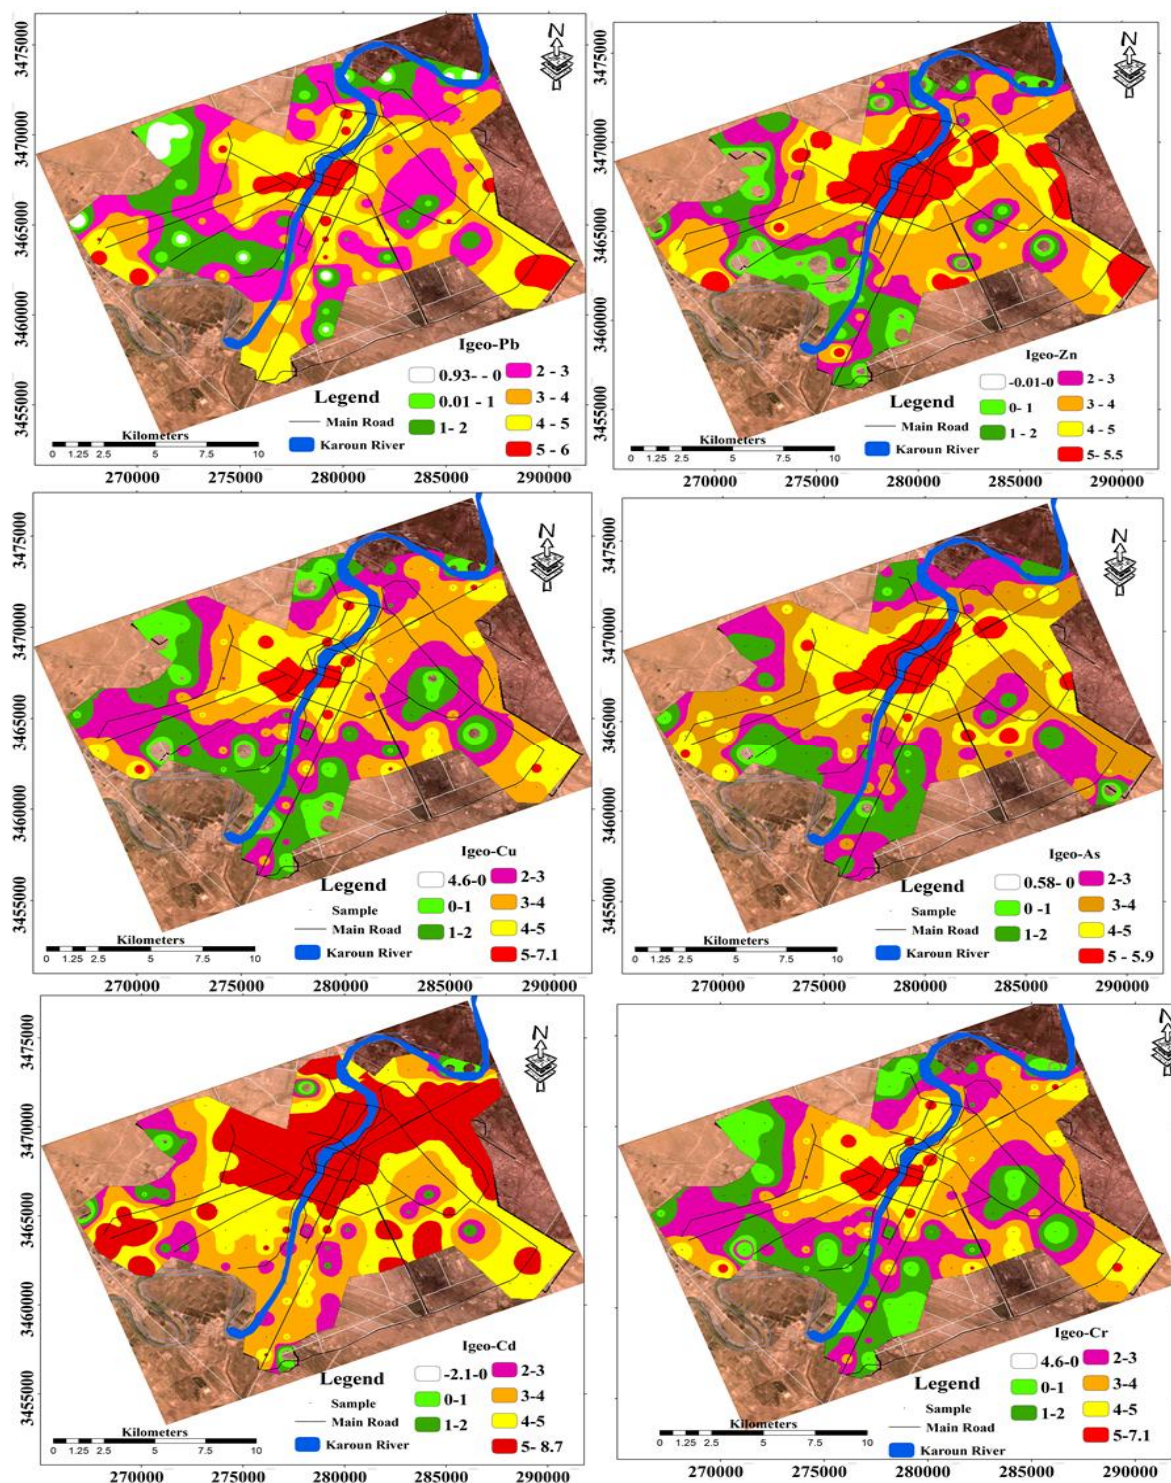 N
3475000
3470000
3465000
3460000
3455000
Igeo-Pb
0.93- - 0
2 - 3
Legend
0.01 - 1
3 - 4
Main Road
1- 2
4 - 5
Karoun River
5 - 6
Kilometers
0 1.25 2.5 5 7.5 10
270000 275000 280000 285000 290000
N
3475000
3470000
3465000
3460000
3455000
Igeo-Zn
-0.01-0
2 - 3
Legend
0- 1
3 - 4
Main Road
1 - 2
4 - 5
Karoun River
5- 5.5
Kilometers
0 1.25 2.5 5 7.5 10
270000 275000 280000 285000 290000
N
3475000
3470000
3465000
3460000
3455000
Igeo-Cu
4.6-0
2-3
Legend
0-1
3-4
Sample
1-2
4-5
Main Road
Karoun River
5-7.1
Kilometers
0 1.25 2.5 5 7.5 10
270000 275000 280000 285000 290000
N
3475000
3470000
3465000
3460000
3455000
Igeo-As
0.58- 0
2-3
Legend
0 -1
3-4
Sample
1-2
4-5
Main Road
Karoun River
5 - 5.9
Kilometers
0 1.25 2.5 5 7.5 10
270000 275000 280000 285000 290000
N
3475000
3470000
3465000
3460000
3455000
Igeo-Cd
-2.1-0
2-3
Legend
0-1
3-4
Sample
1-2
4-5
Main Road
Karoun River
5- 8.7
Kilometers
0 1.25 2.5 5 7.5 10
270000 275000 280000 285000 290000
N
3475000
3470000
3465000
3460000
3455000
Igeo-Cr
4.6-0
2-3
Legend
0-1
3-4
Sample
1-2
4-5
Main Road
Karoun River
5-7.1
Kilometers
0 1.25 2.5 5 7.5 10
270000 275000 280000 285000 290000